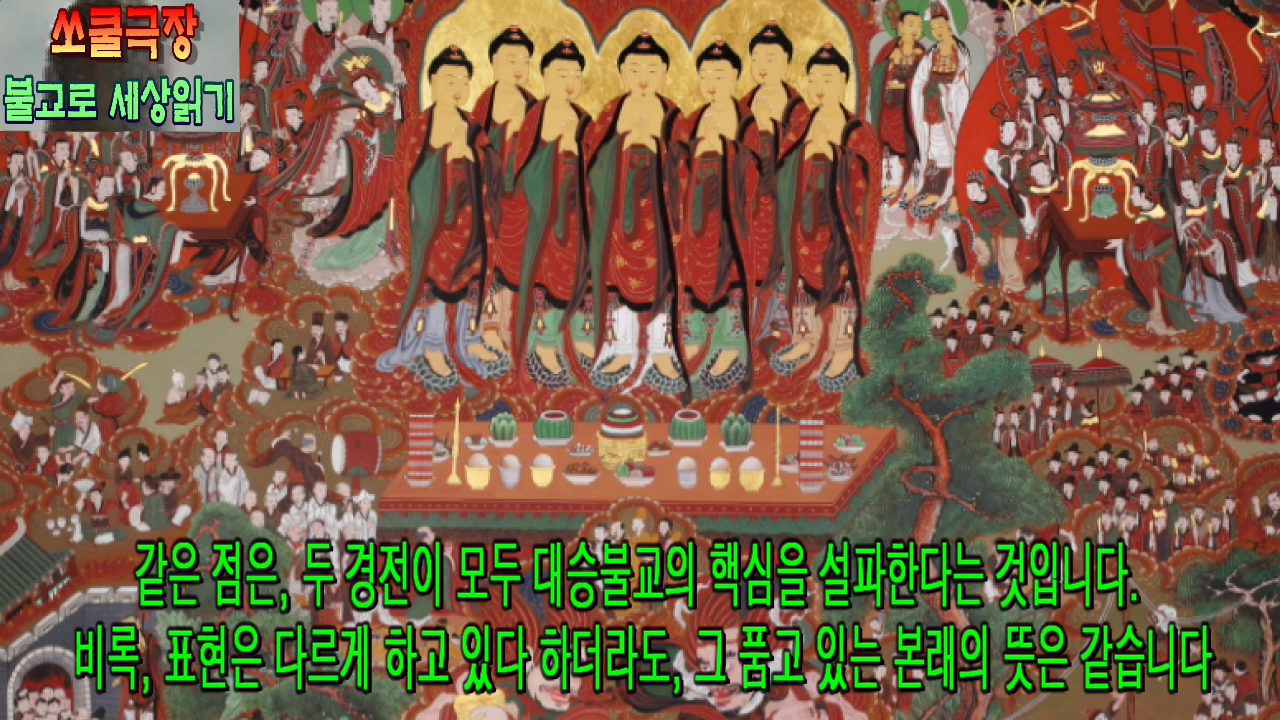 쏘쿨극장
불교로 세상읽기
같은 점은, 두 경전이 모두 대승불교의 핵심을 설파한다는 것입니다.
비록, 표현은 다르게 하고 있다 하더라도, 그 품고 있는 본래의 뜻은 같습니다